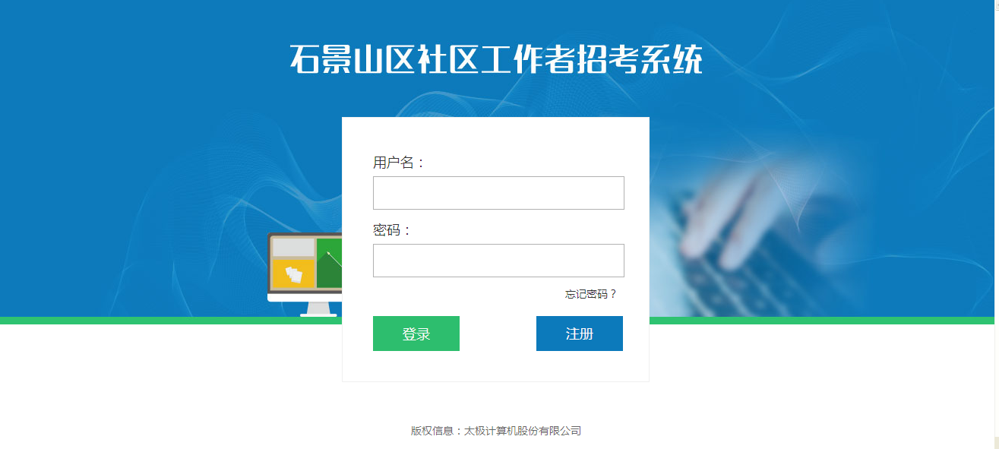 石景山区社区工作者招考系统
用户名：
密码：
忘记密码？
登录
注册
版权信息：太极计算机股份有限公司